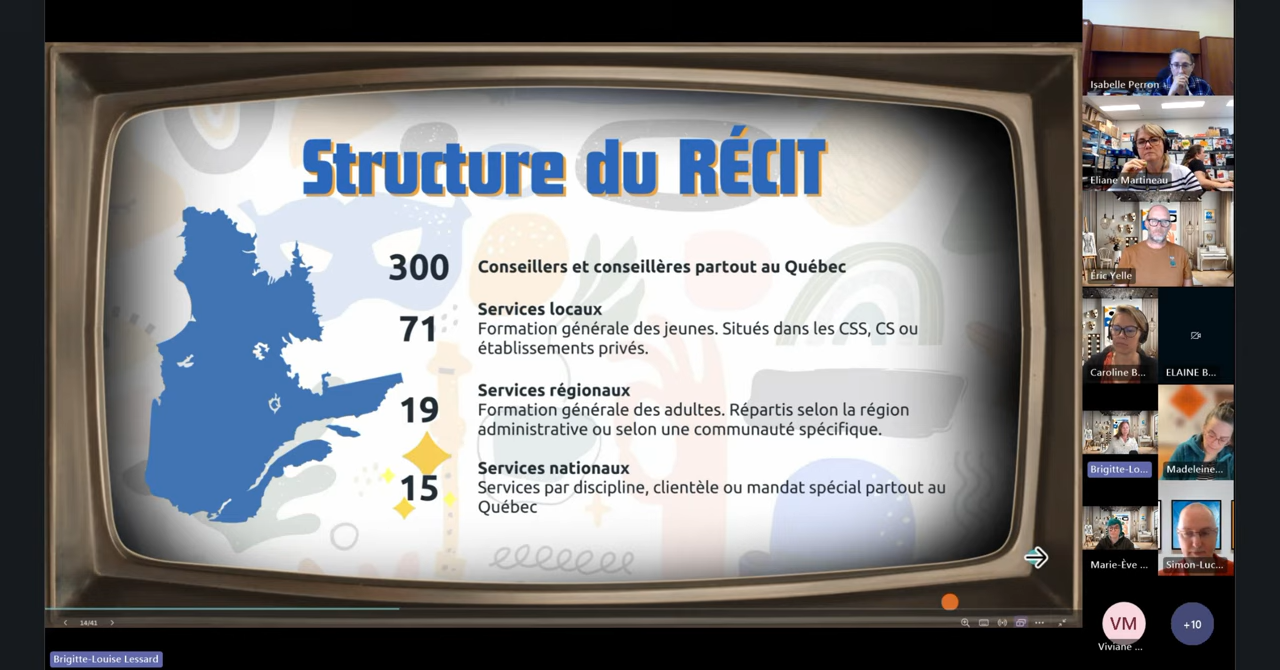 Structure du RÉCIT
300
Conseillers et conseillères partout au Québec
71
Services locaux
Formation générale des jeunes. Situés dans les CSS, CS ou
établissements privés.
19
Services régionaux
Formation générale des adultes. Répartis selon la région
administrative ou selon une communauté spécifique.
15
Services nationaux
Services par discipline, clientèle ou mandat spécial partout au
Québec
14/41
Brigitte-Louise Lessard
Isabelle Perron
Eliane Martineau
Éric Yelle
Caroline B...
ELAINE B...
Brigitte-Lo...
Madeleine...
Marie-Ève ...
Simon-Luc...
VM
Viviane ...
+10